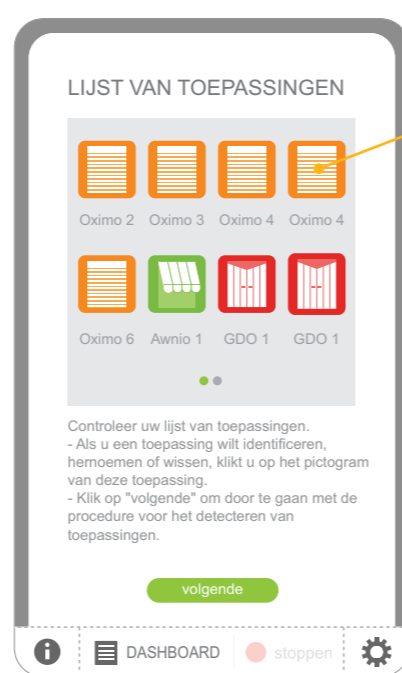 LIJST VAN TOEPASSINGEN
Oximo 2 Oximo 3 Oximo 4 Oximo 4
Oximo 6 Awnio 1 GDO 1 GDO 1
Controleer uw lijst van toepassingen.
- Als u een toepassing wilt identificeren,
hernoemen of wissen, klikt u op het pictogram
van deze toepassing.
- Klik op "volgende" om door te gaan met de
procedure voor het detecteren van
toepassingen.
volgende
DASHBOARD stoppen